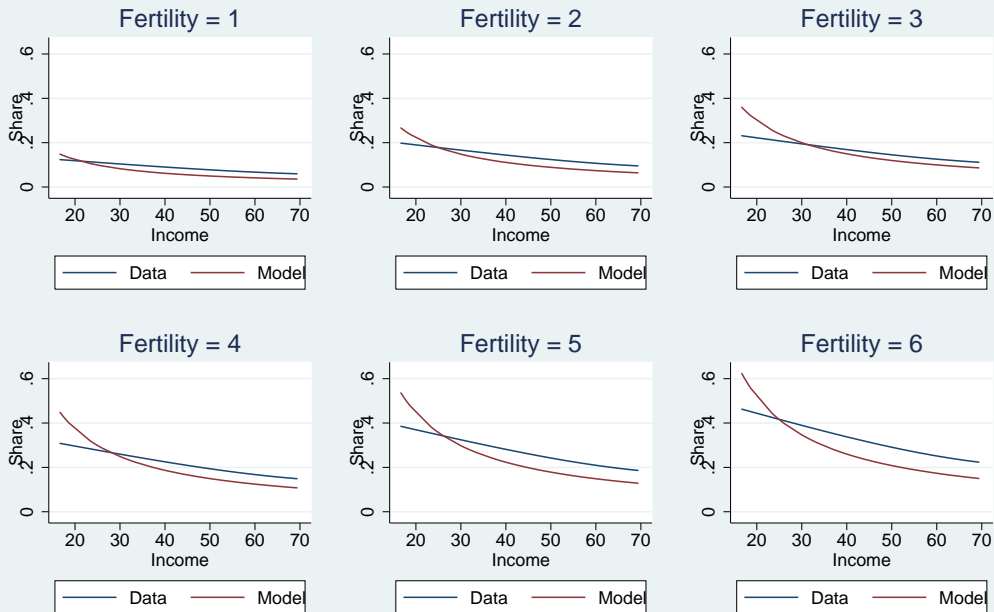 Fertility = 1
Fertility = 2
Fertility = 3
Share
0 .2 .4 .6
20 30 40 50 60 70
Income
Data Model
Share
0 .2 .4 .6
20 30 40 50 60 70
Income
Data Model
Share
0 .2 .4 .6
20 30 40 50 60 70
Income
Data Model
Fertility = 4
Fertility = 5
Fertility = 6
Share
0 .2 .4 .6
20 30 40 50 60 70
Income
Data Model
Share
0 .2 .4 .6
20 30 40 50 60 70
Income
Data Model
Share
0 .2 .4 .6
20 30 40 50 60 70
Income
Data Model